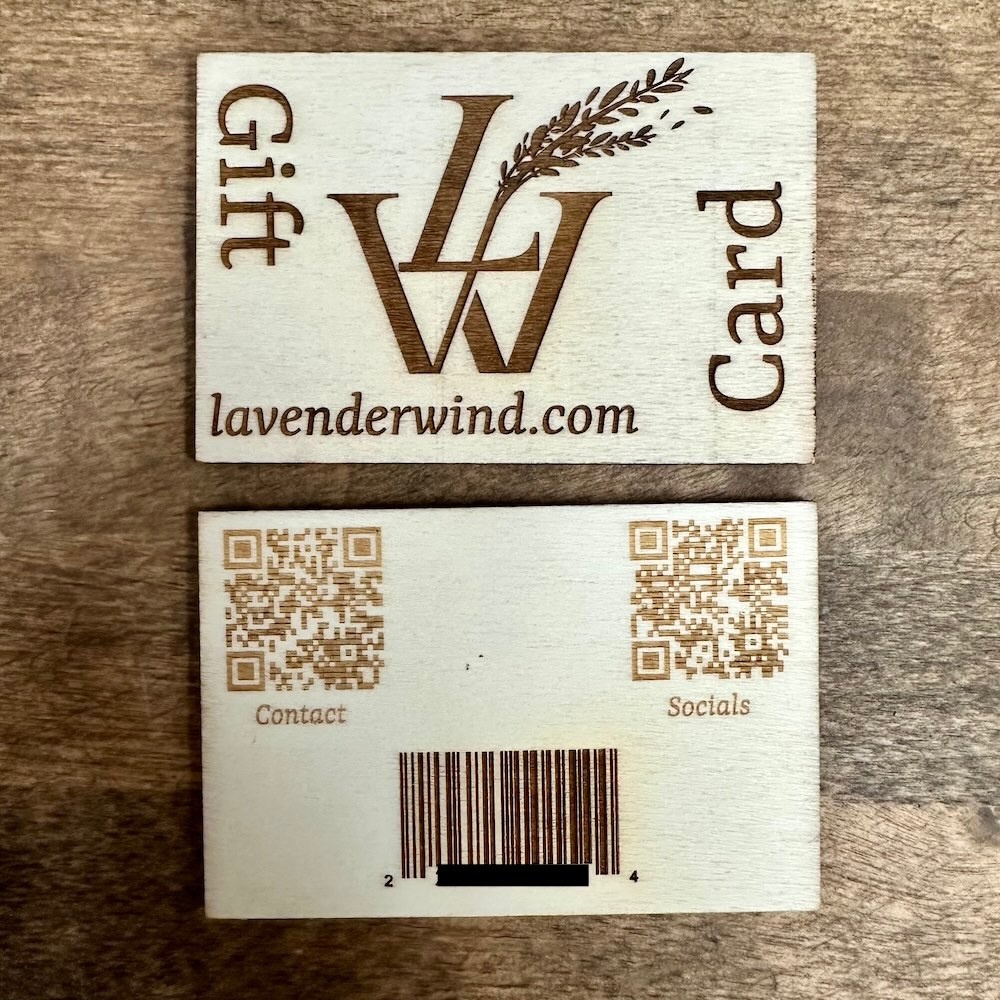 Gift
LW
Card
lavenderwind.com
Contact
Socials
2 4